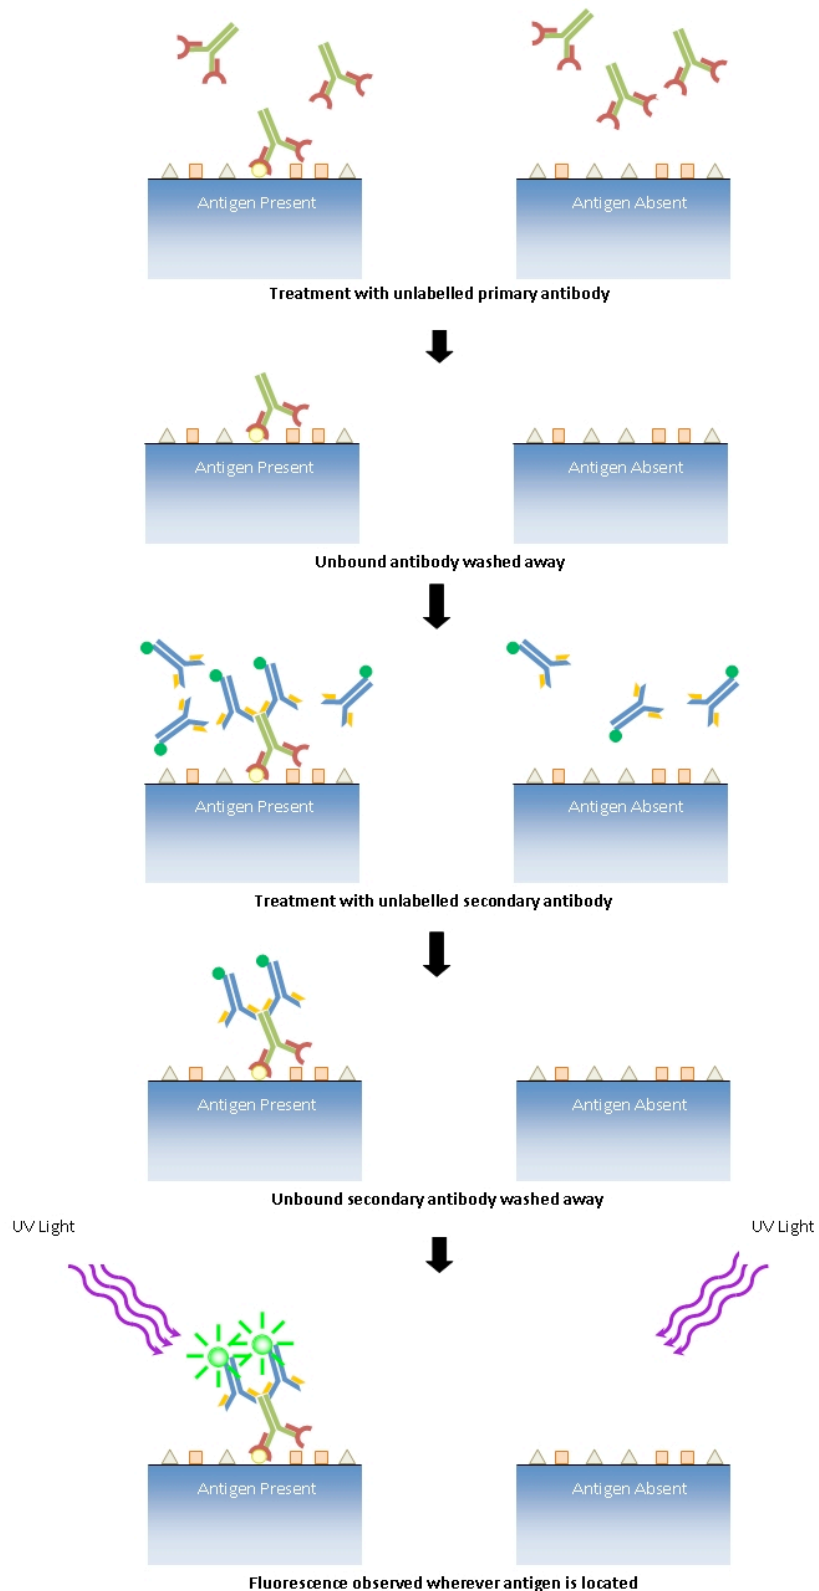 Antigen Present
Antigen Absent
Treatment with unlabelled primary antibody
Antigen Present
Antigen Absent
Unbound antibody washed away
Antigen Present
Antigen Absent
Treatment with unlabelled secondary antibody
Antigen Present
Antigen Absent
Unbound secondary antibody washed away
UV Light
UV Light
Antigen Present
Antigen Absent
Fluorescence observed wherever antigen is located